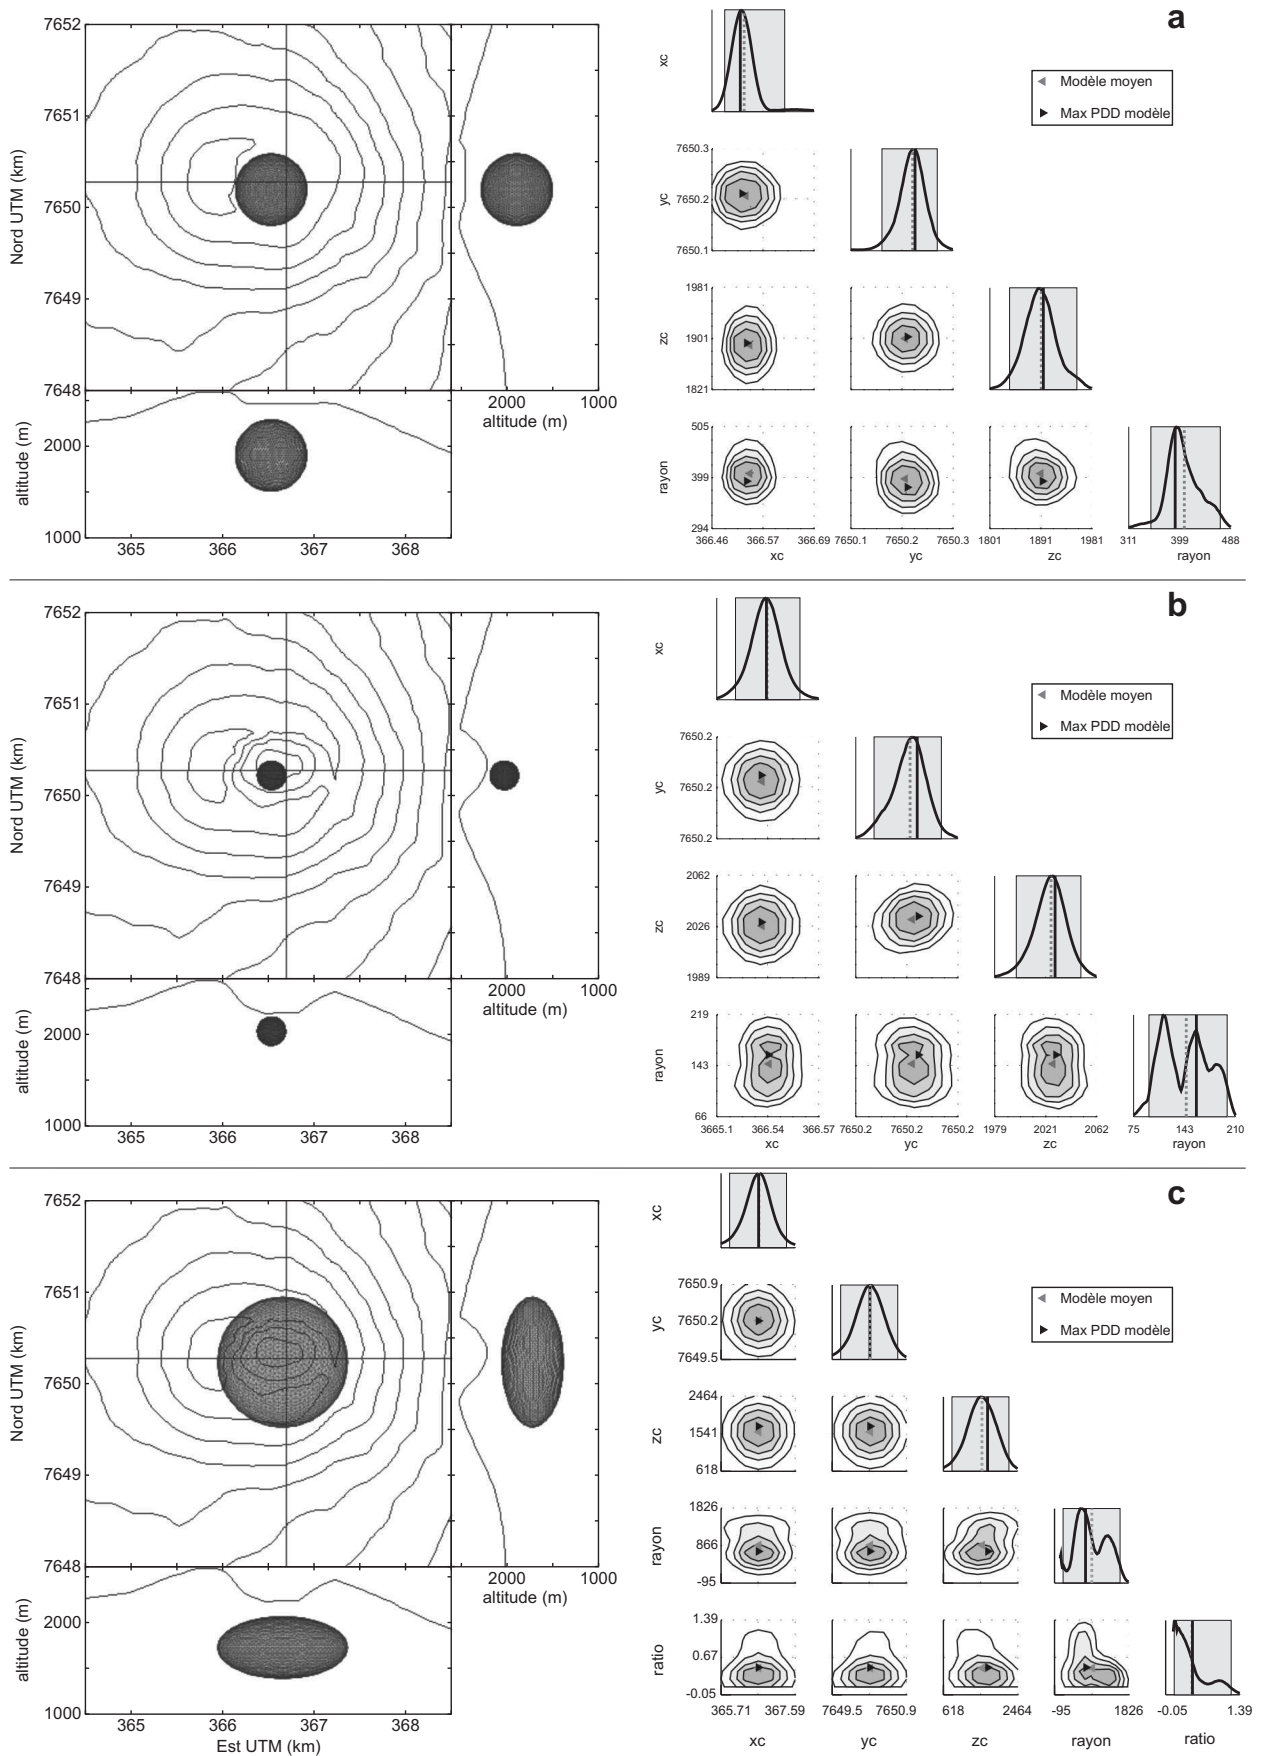 a
7652
7651
7650
7649
7648
Nord UTM (km)
2000
1000
altitude (m)
altitude (m)
2000
1000
365
366
367
368
Modèle moyen
Max PDD modèle
xc
7650.3
7650.2
7650.1
yc
1981
1901
1821
zc
505
399
294
rayon
366.46
366.57
366.69
xc
7650.1
7650.2
7650.3
yc
1801
1891
1981
zc
311
399
488
rayon
b
7652
7651
7650
7649
7648
Nord UTM (km)
2000
1000
altitude (m)
altitude (m)
2000
1000
365
366
367
368
Modèle moyen
Max PDD modèle
xc
7650.2
7650.2
7650.2
yc
2062
2026
1989
zc
219
143
66
rayon
3665.1
366.54
366.57
xc
7650.2
7650.2
7650.2
yc
1979
2021
2062
zc
75
143
210
rayon
c
7652
7651
7650
7649
7648
Nord UTM (km)
2000
1000
altitude (m)
altitude (m)
2000
1000
365
366
367
368
Est UTM (km)
Modèle moyen
Max PDD modèle
xc
7650.9
7650.2
7649.5
yc
2464
1541
618
zc
1826
866
-95
rayon
1.39
0.67
-0.05
ratio
365.71
367.59
xc
7649.5
7650.9
yc
618
2464
zc
-95
1826
rayon
-0.05
1.39
ratio